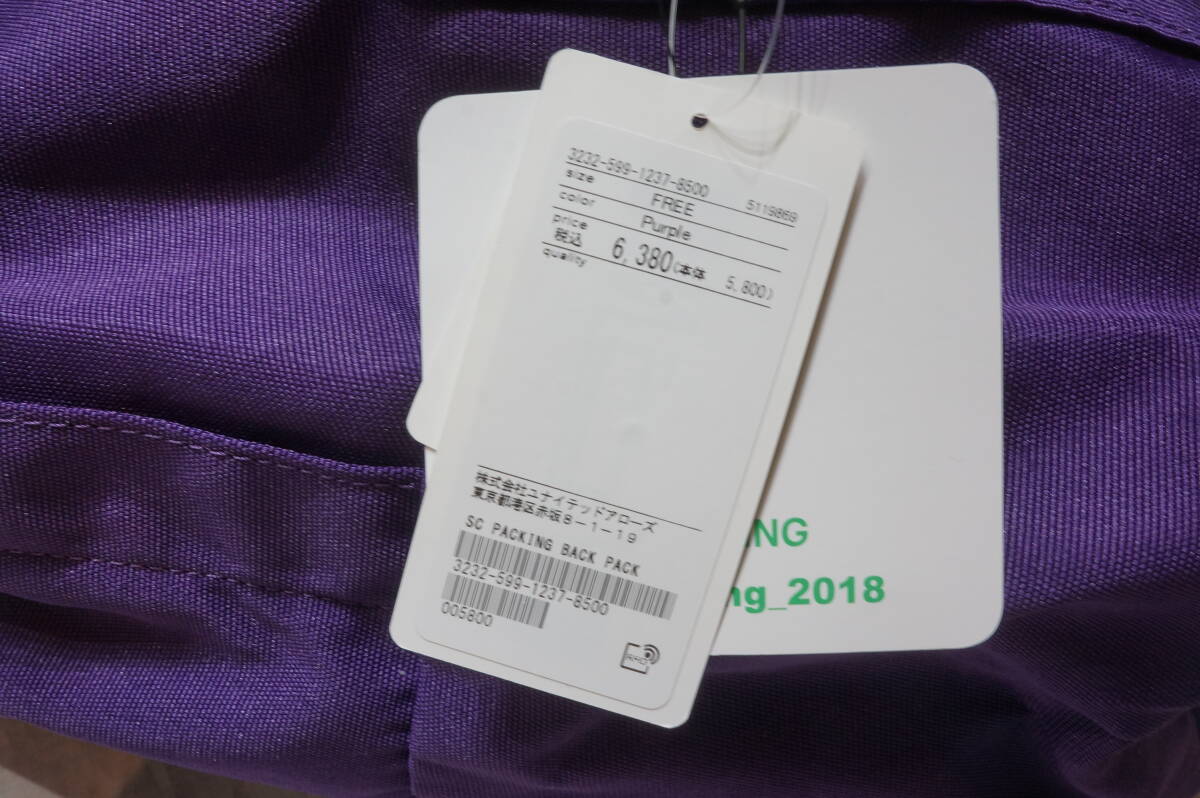 3232-599-1237-8500
5119869
size FREE
color Purple
price
税込 6,380(本体 5,800)
quality
株式会社ユナイテッドアローズ
東京都港区赤坂8-1-19
SC PACKING BACK PACK
3232-599-1237-8500
005800
RFID
ING
ng_2018